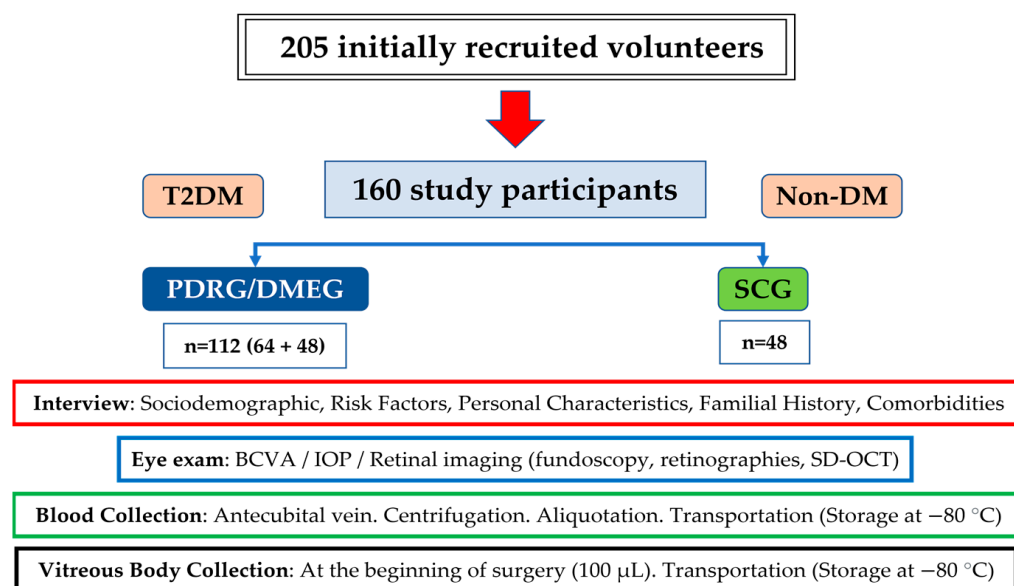 205 initially recruited volunteers
160 study participants
T2DM
Non-DM
PDRG/DMEG
SCG
n=112 (64 + 48)
n=48
Interview: Sociodemographic, Risk Factors, Personal Characteristics, Familial History, Comorbidities
Eye exam: BCVA / IOP / Retinal imaging (fundoscopy, retinographies, SD-OCT)
Blood Collection: Antecubital vein. Centrifugation. Aliquotation. Transportation (Storage at −80 °C)
Vitreous Body Collection: At the beginning of surgery (100 µL). Transportation (Storage at −80 °C)